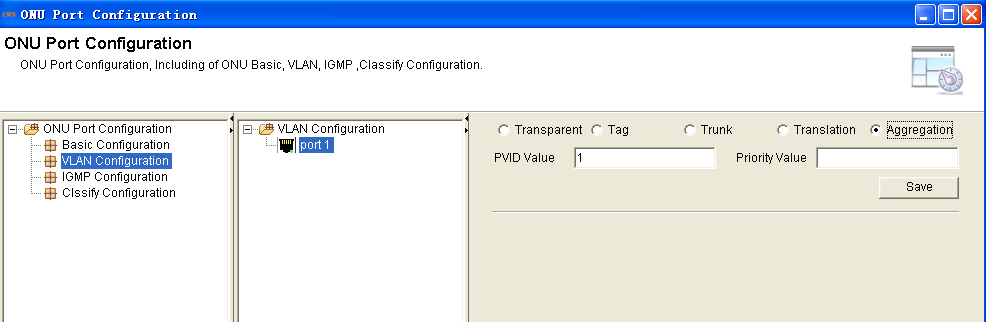 EMS ONU Port Configuration
ONU Port Configuration
ONU Port Configuration, Including of ONU Basic, VLAN, IGMP ,Classify Configuration.
ONU Port Configuration
Basic Configuration
VLAN Configuration
IGMP Configuration
Clssify Configuration
VLAN Configuration
port 1
Transparent Tag Trunk Translation Aggregation
PVID Value 1 Priority Value
Save